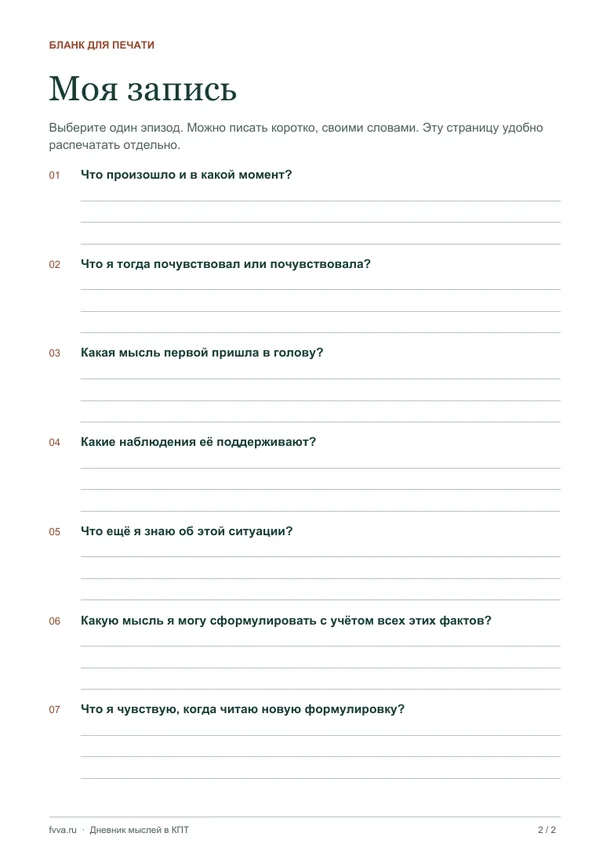 БЛАНК ДЛЯ ПЕЧАТИ
Моя запись
Выберите один эпизод. Можно писать коротко, своими словами. Эту страницу удобно
распечатать отдельно.
01 Что произошло и в какой момент?
02 Что я тогда почувствовал или почувствовала?
03 Какая мысль первой пришла в голову?
04 Какие наблюдения её поддерживают?
05 Что ещё я знаю об этой ситуации?
06 Какую мысль я могу сформулировать с учётом всех этих фактов?
07 Что я чувствую, когда читаю новую формулировку?
fvva.ru · Дневник мыслей в КПТ 2 / 2